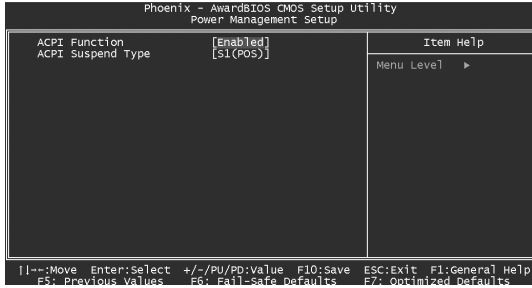 Phoenix - AwardBIOS CMOS Setup Utility
Power Management Setup
ACPI Function [Enabled]
ACPI Suspend Type [S1(POS)]
Item Help
Menu Level ▶
↑↓→←:Move Enter:Select +/-/PU/PD:Value F10:Save ESC:Exit F1:General Help
F5: Previous Values F6: Fail-Safe Defaults F7: Optimized Defaults